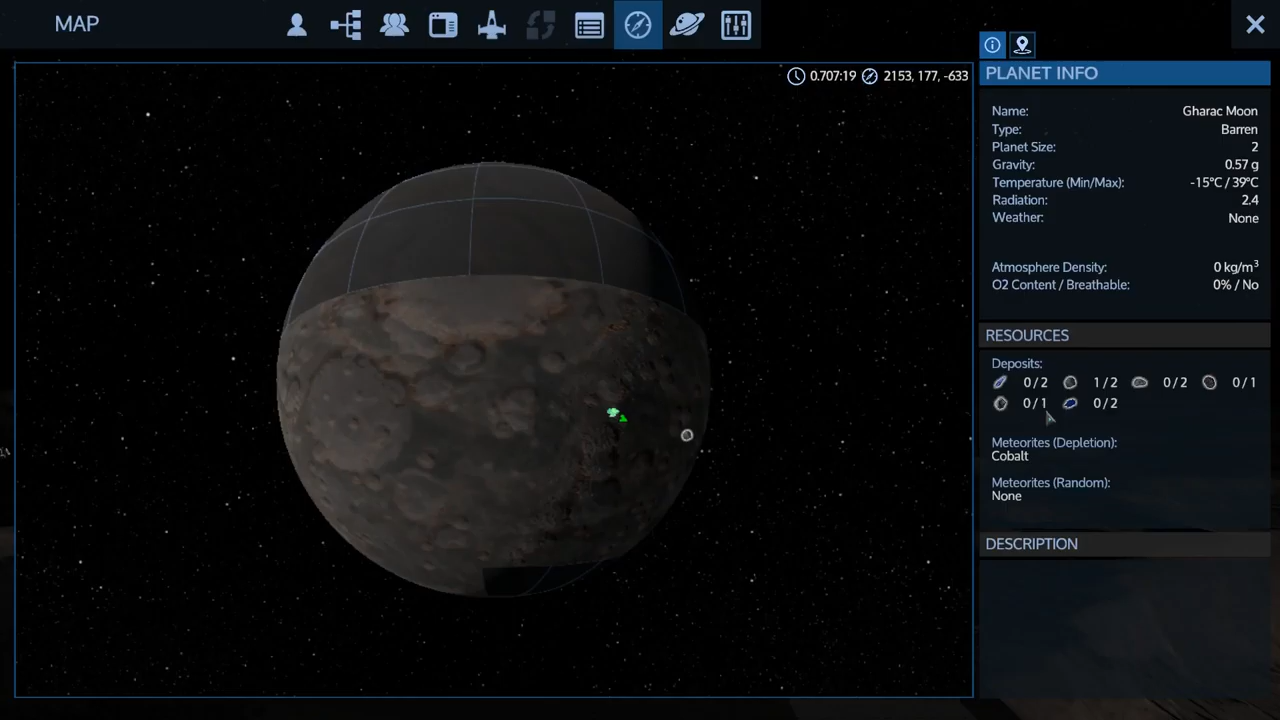 MAP
0.707:19 2153, 177, -633
PLANET INFO
Name: Gharac Moon
Type: Barren
Planet Size: 2
Gravity: 0.57 g
Temperature (Min/Max): -15°C / 39°C
Radiation: 2.4
Weather: None
Atmosphere Density: 0 kg/m³
O2 Content / Breathable: 0% / No
RESOURCES
Deposits:
0 / 2 1 / 2 0 / 2 0 / 1
0 / 1 0 / 2
Meteorites (Depletion):
Cobalt
Meteorites (Random):
None
DESCRIPTION